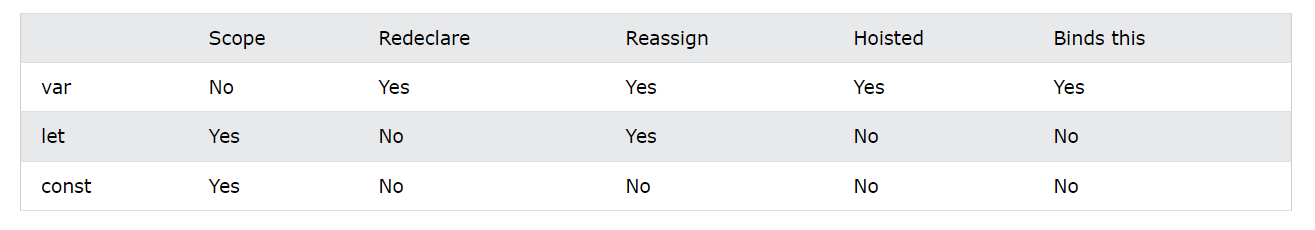 Scope Redeclare Reassign Hoisted Binds this
var No Yes Yes Yes Yes
let Yes No Yes No No
const Yes No No No No